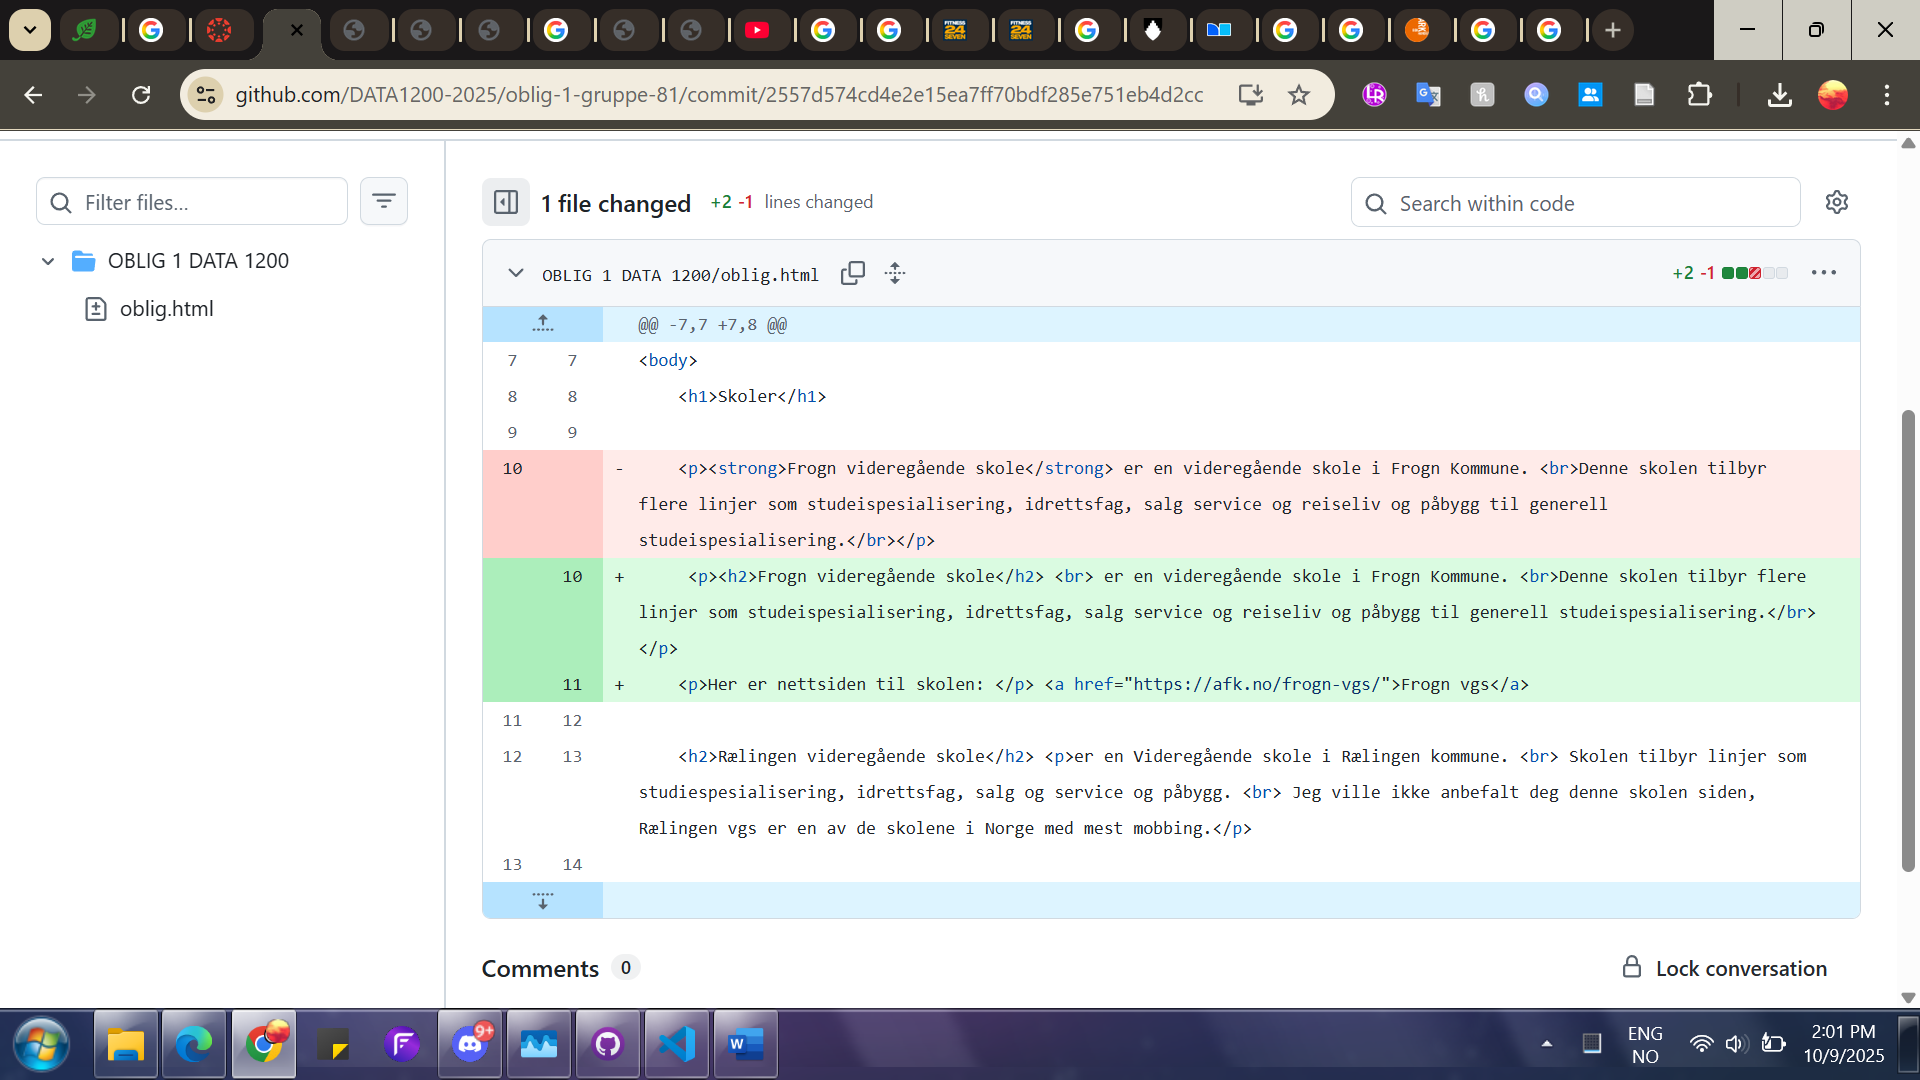 github.com/DATA1200-2025/oblig-1-gruppe-81/commit/2557d574cd4e2e15ea7ff70bdf285e751eb4d2cc
Filter files...
1 file changed +2 -1 lines changed
Search within code
OBLIG 1 DATA 1200
oblig.html
OBLIG 1 DATA 1200/oblig.html
+2 -1
@@ -7,7 +7,8 @@
7 7 <body>
8 8 <h1>Skoler</h1>
9 9
10 - <p><strong>Frogn videregående skole</strong> er en videregående skole i Frogn Kommune. <br>Denne skolen tilbyr
flere linjer som studeispesialisering, idrettsfag, salg service og reiseliv og påbygg til generell
studeispesialisering.</br></p>
10 + <p><h2>Frogn videregående skole</h2> <br> er en videregående skole i Frogn Kommune. <br>Denne skolen tilbyr flere
linjer som studeispesialisering, idrettsfag, salg service og reiseliv og påbygg til generell studeispesialisering.</br>
</p>
11 + <p>Her er nettsiden til skolen: </p> <a href="https://afk.no/frogn-vgs/">Frogn vgs</a>
11 12
12 13 <h2>Rælingen videregående skole</h2> <p>er en Videregående skole i Rælingen kommune. <br> Skolen tilbyr linjer som
studiespesialisering, idrettsfag, salg og service og påbygg. <br> Jeg ville ikke anbefalt deg denne skolen siden,
Rælingen vgs er en av de skolene i Norge med mest mobbing.</p>
13 14
Comments 0
Lock conversation
9+
ENG
NO
2:01 PM
10/9/2025